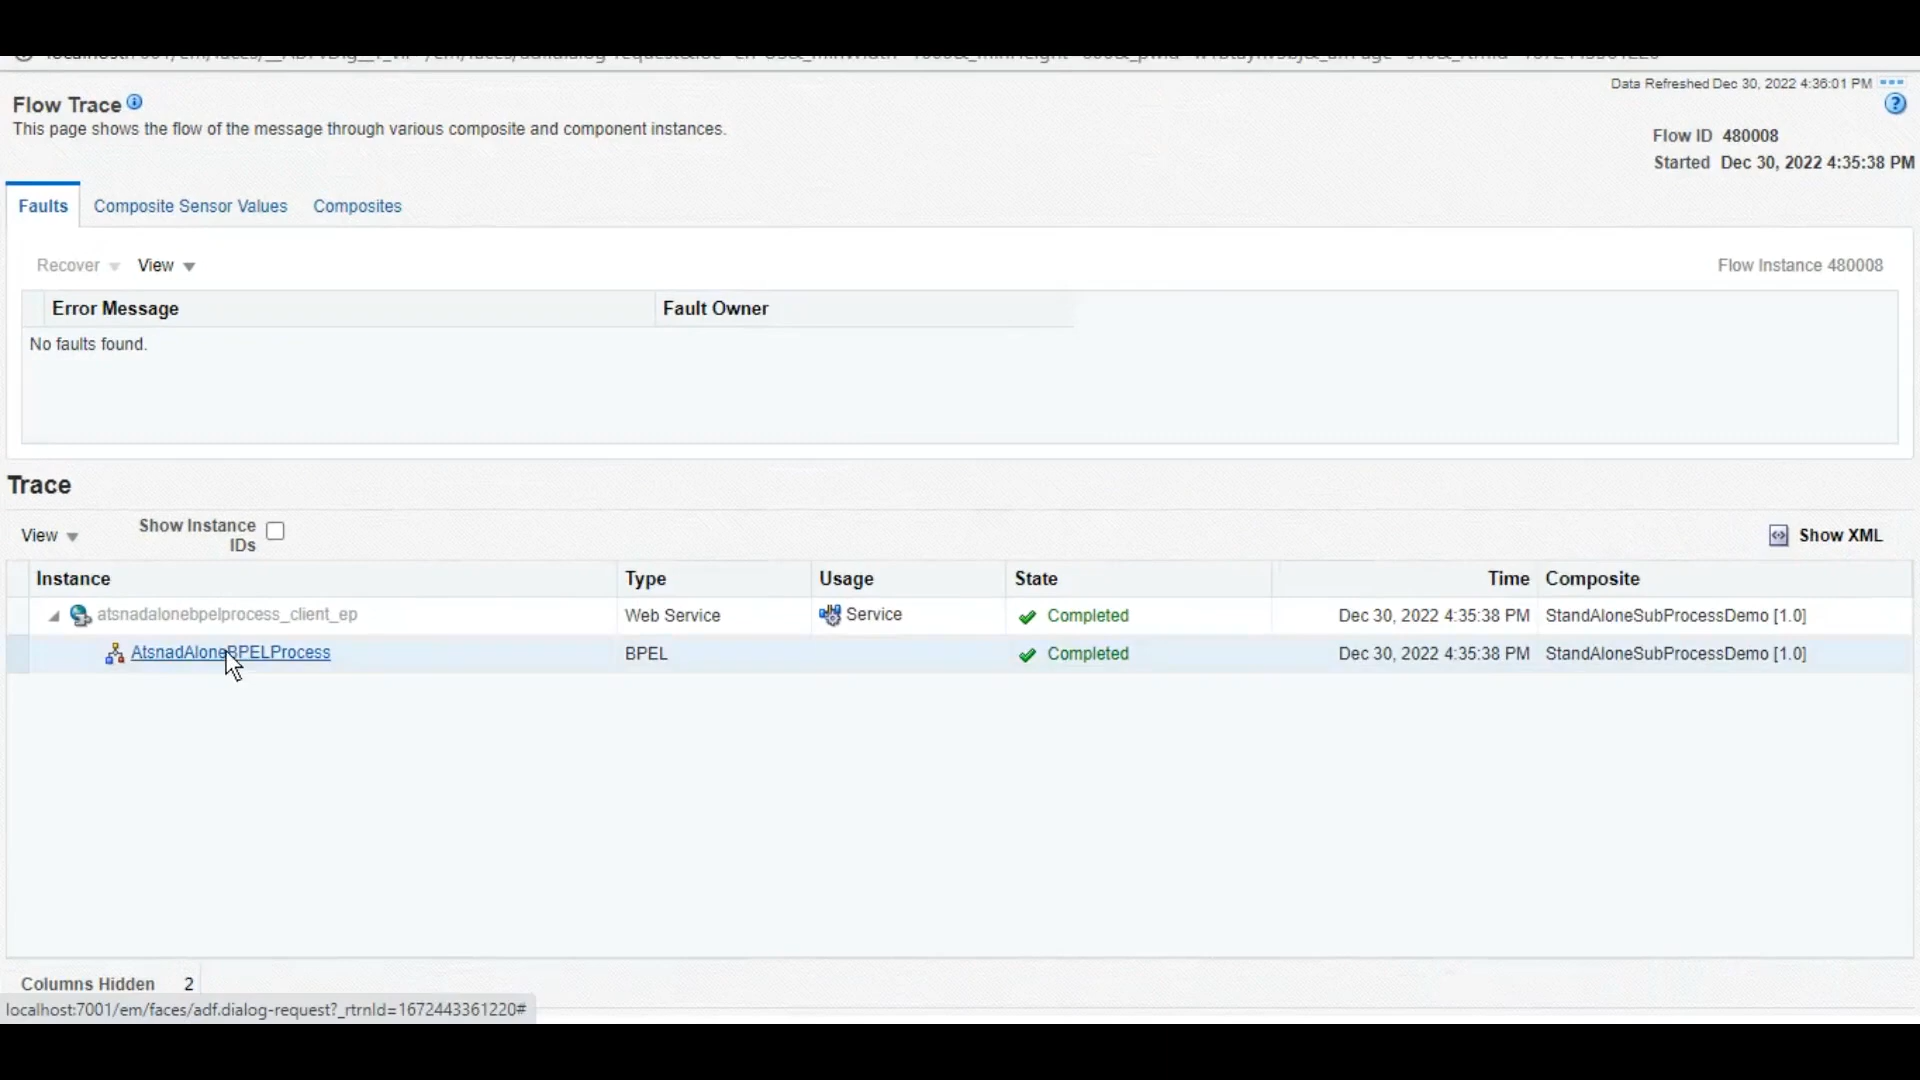 Data Refreshed Dec 30, 2022 4:36:01 PM
Flow Trace
This page shows the flow of the message through various composite and component instances.
Flow ID 480008
Started Dec 30, 2022 4:35:38 PM
Faults Composite Sensor Values Composites
Recover View Flow Instance 480008
Error Message Fault Owner
No faults found.
Trace
View Show Instance IDs Show XML
Instance Type Usage State Time Composite
atsnadalonebpelprocess_client_ep Web Service Service Completed Dec 30, 2022 4:35:38 PM StandAloneSubProcessDemo [1.0]
AtsnadAloneBPELProcess BPEL Completed Dec 30, 2022 4:35:38 PM StandAloneSubProcessDemo [1.0]
Columns Hidden 2
localhost:7001/em/faces/adf.dialog-request?_rtrnId=1672443361220#